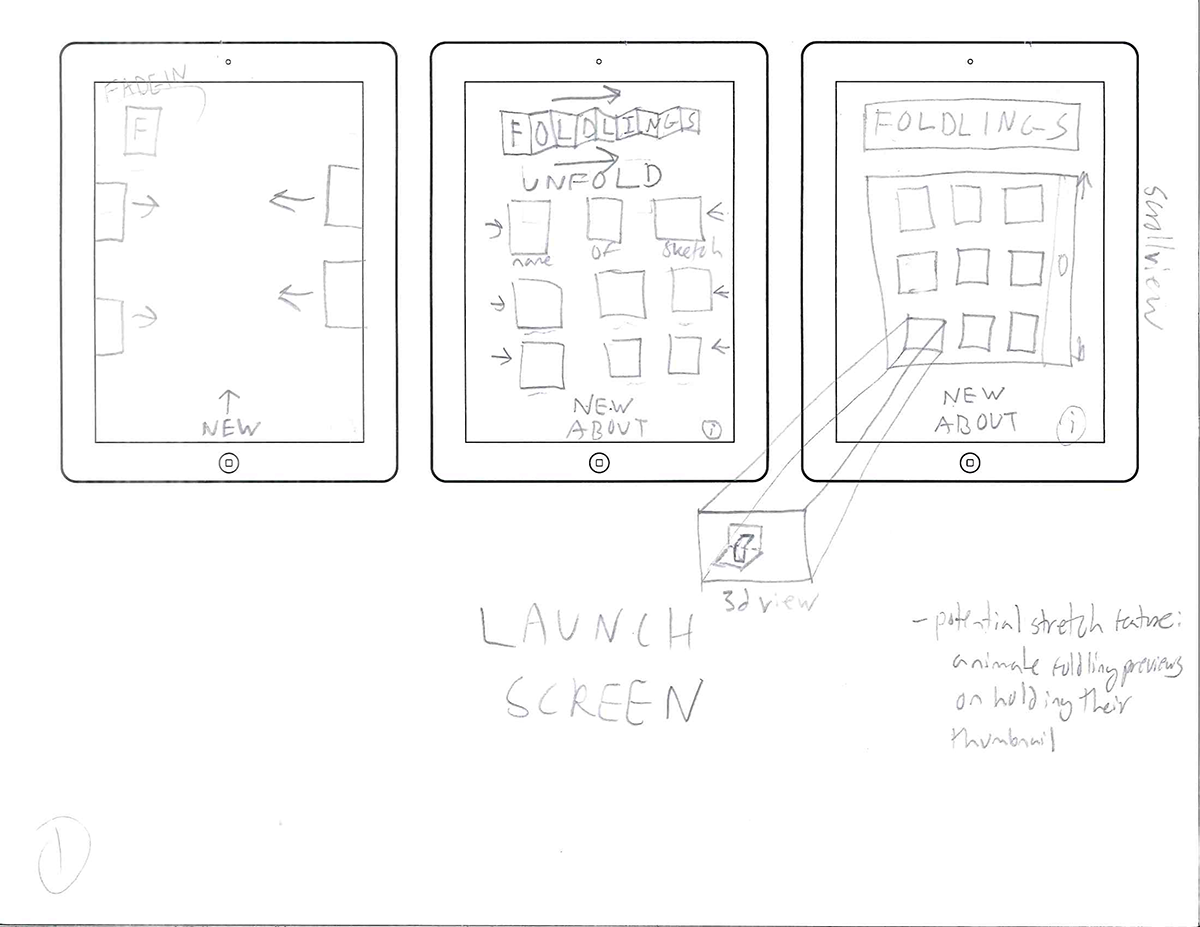 FADE IN
F
NEW
FOLDLINGS
UNFOLD
name of sketch
NEW
ABOUT
i
FOLDLINGS
scrollview
NEW
ABOUT
i
3d view
LAUNCH
SCREEN
- potential stretch feature:
animate foldling previews
on holding their
thumbnail
1